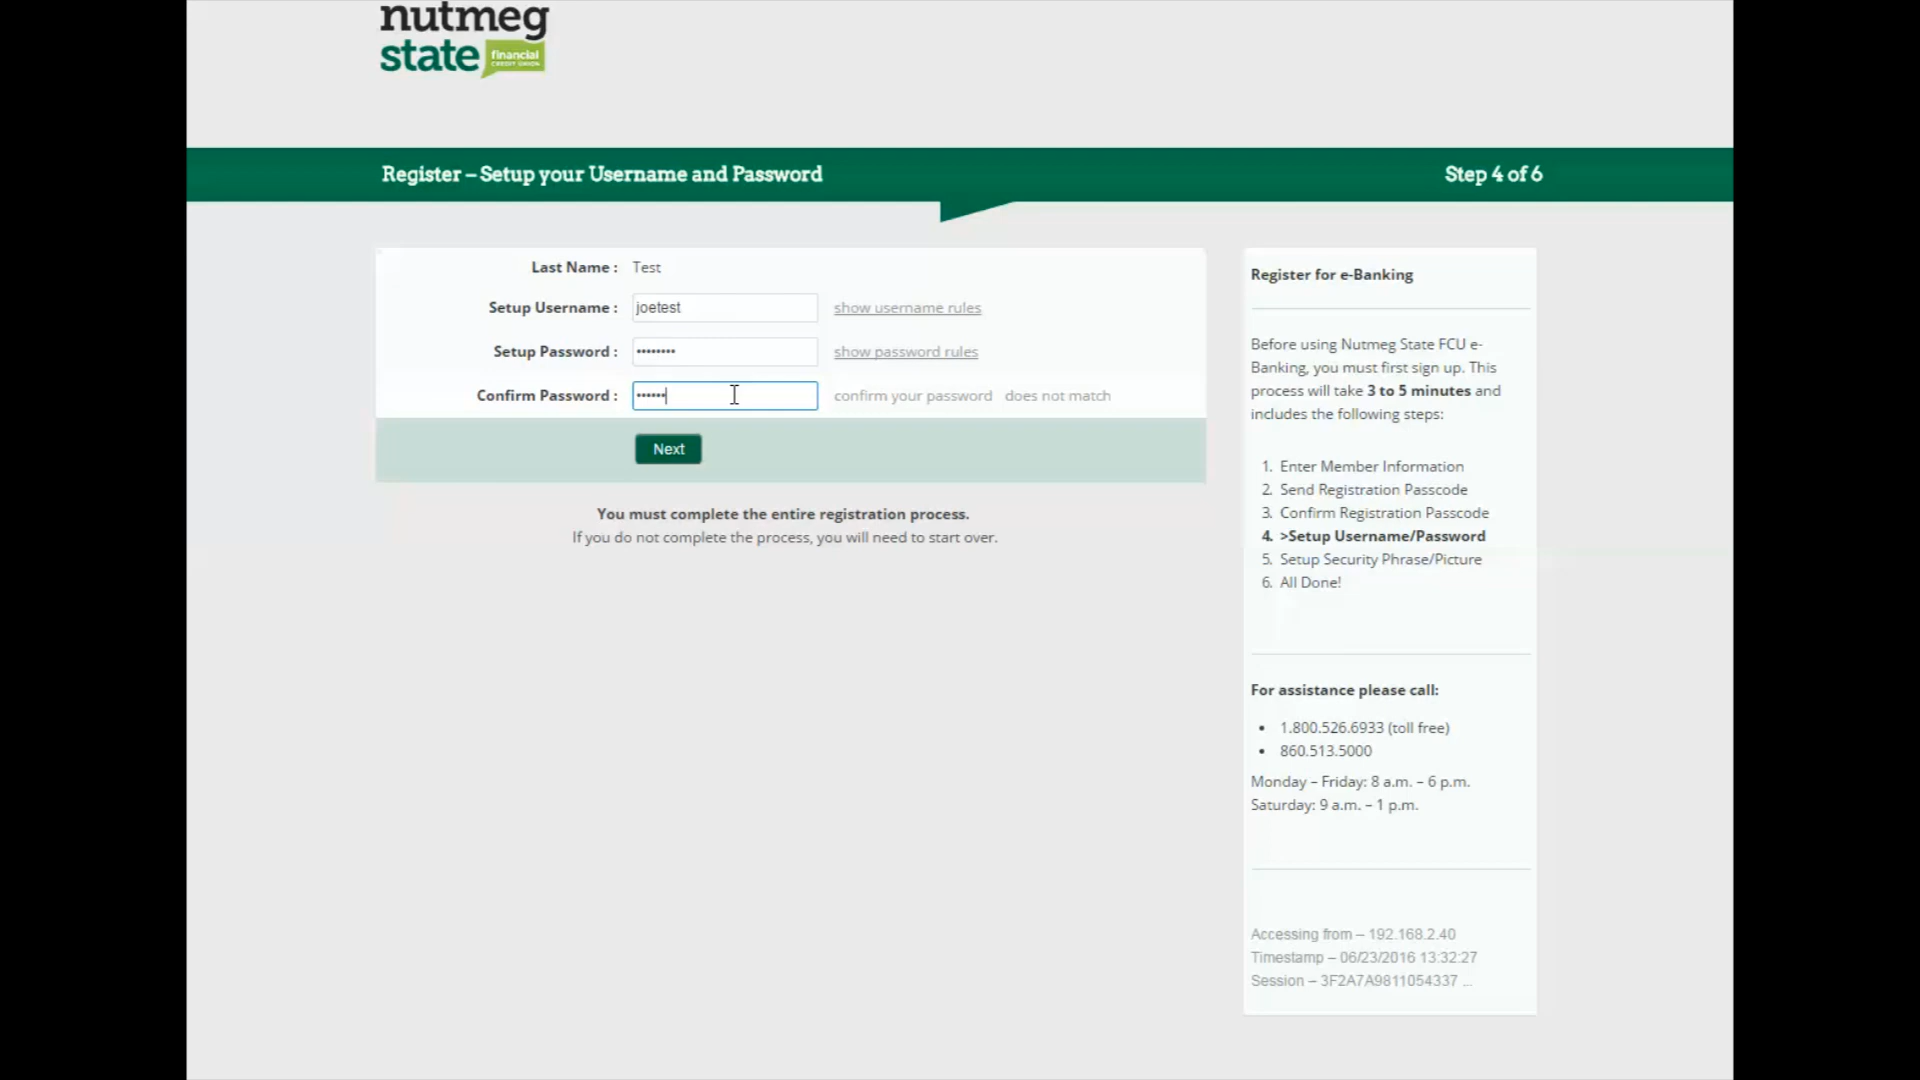 nutmeg
state financial
CREDIT UNION
Register – Setup your Username and Password Step 4 of 6
Last Name : Test
Setup Username : joetest show username rules
Setup Password : •••••••• show password rules
Confirm Password : •••••• confirm your password does not match
Next
You must complete the entire registration process.
If you do not complete the process, you will need to start over.
Register for e-Banking
Before using Nutmeg State FCU e-
Banking, you must first sign up. This
process will take 3 to 5 minutes and
includes the following steps:
1. Enter Member Information
2. Send Registration Passcode
3. Confirm Registration Passcode
4. >Setup Username/Password
5. Setup Security Phrase/Picture
6. All Done!
For assistance please call:
• 1.800.526.6933 (toll free)
• 860.513.5000
Monday – Friday: 8 a.m. – 6 p.m.
Saturday: 9 a.m. – 1 p.m.
Accessing from – 192.168.2.40
Timestamp – 06/23/2016 13:32:27
Session – 3F2A7A9811054337 ...